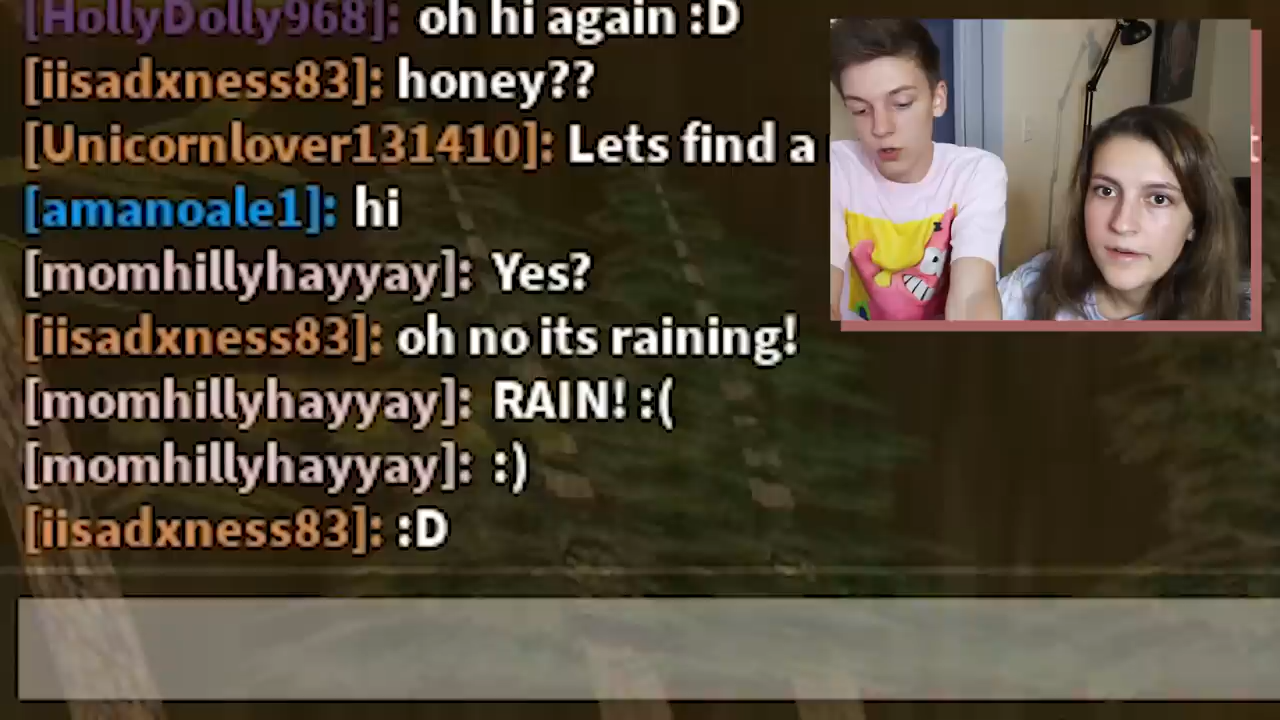 [HollyDolly968]: oh hi again :D
[iisadxness83]: honey??
[Unicornlover131410]: Lets find a
[amanoale1]: hi
[momhillyhayyay]: Yes?
[iisadxness83]: oh no its raining!
[momhillyhayyay]: RAIN! :(
[momhillyhayyay]: :)
[iisadxness83]: :D